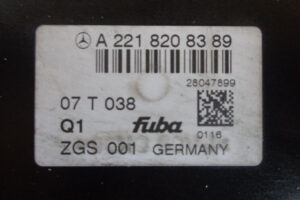 A 221 820 83 89
28047899
07 T 038
Q1 fuba 0116
ZGS 001 GERMANY